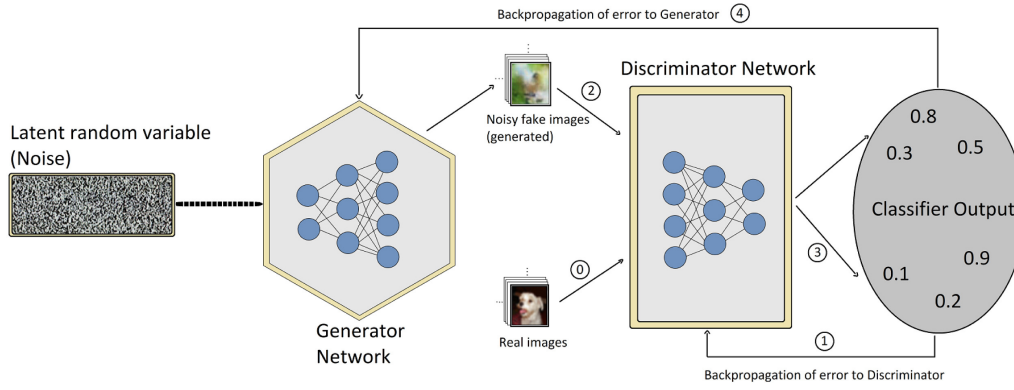 Backpropagation of error to Generator ④
Discriminator Network
②
Latent random variable
(Noise)
Noisy fake images
(generated)
0.8
0.3
0.5
Classifier Output
⓪
③
0.1
0.9
0.2
Generator
Network
Real images
①
Backpropagation of error to Discriminator